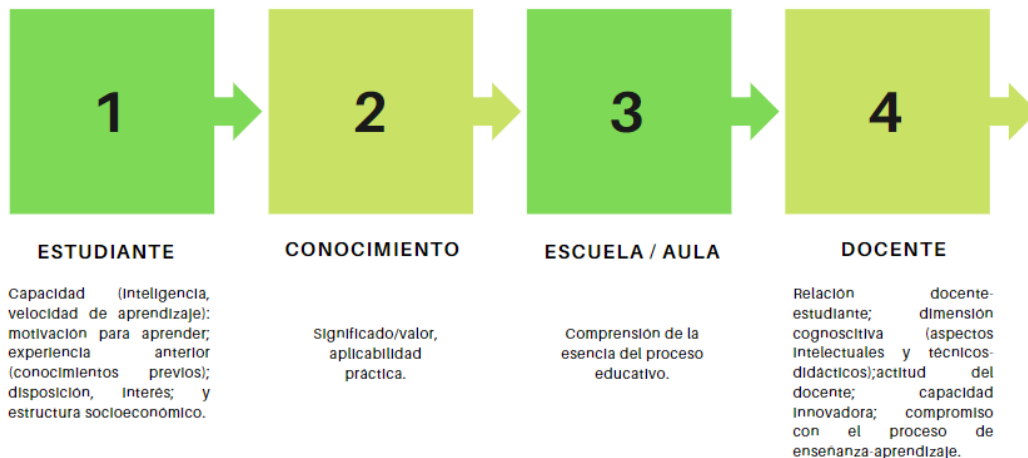 1
2
3
4
ESTUDIANTE
Capacidad (inteligencia,
velocidad de aprendizaje):
motivación para aprender;
experiencia anterior
(conocimientos previos);
disposición, interés; y
estructura socioeconómico.
CONOCIMIENTO
Significado/valor,
aplicabilidad
práctica.
ESCUELA / AULA
Comprensión de la
esencia del proceso
educativo.
DOCENTE
Relación docente-
estudiante; dimensión
cognoscitiva (aspectos
intelectuales y técnicos-
didácticos);actitud del
docente; capacidad
innovadora; compromiso
con el proceso de
enseñanza-aprendizaje.